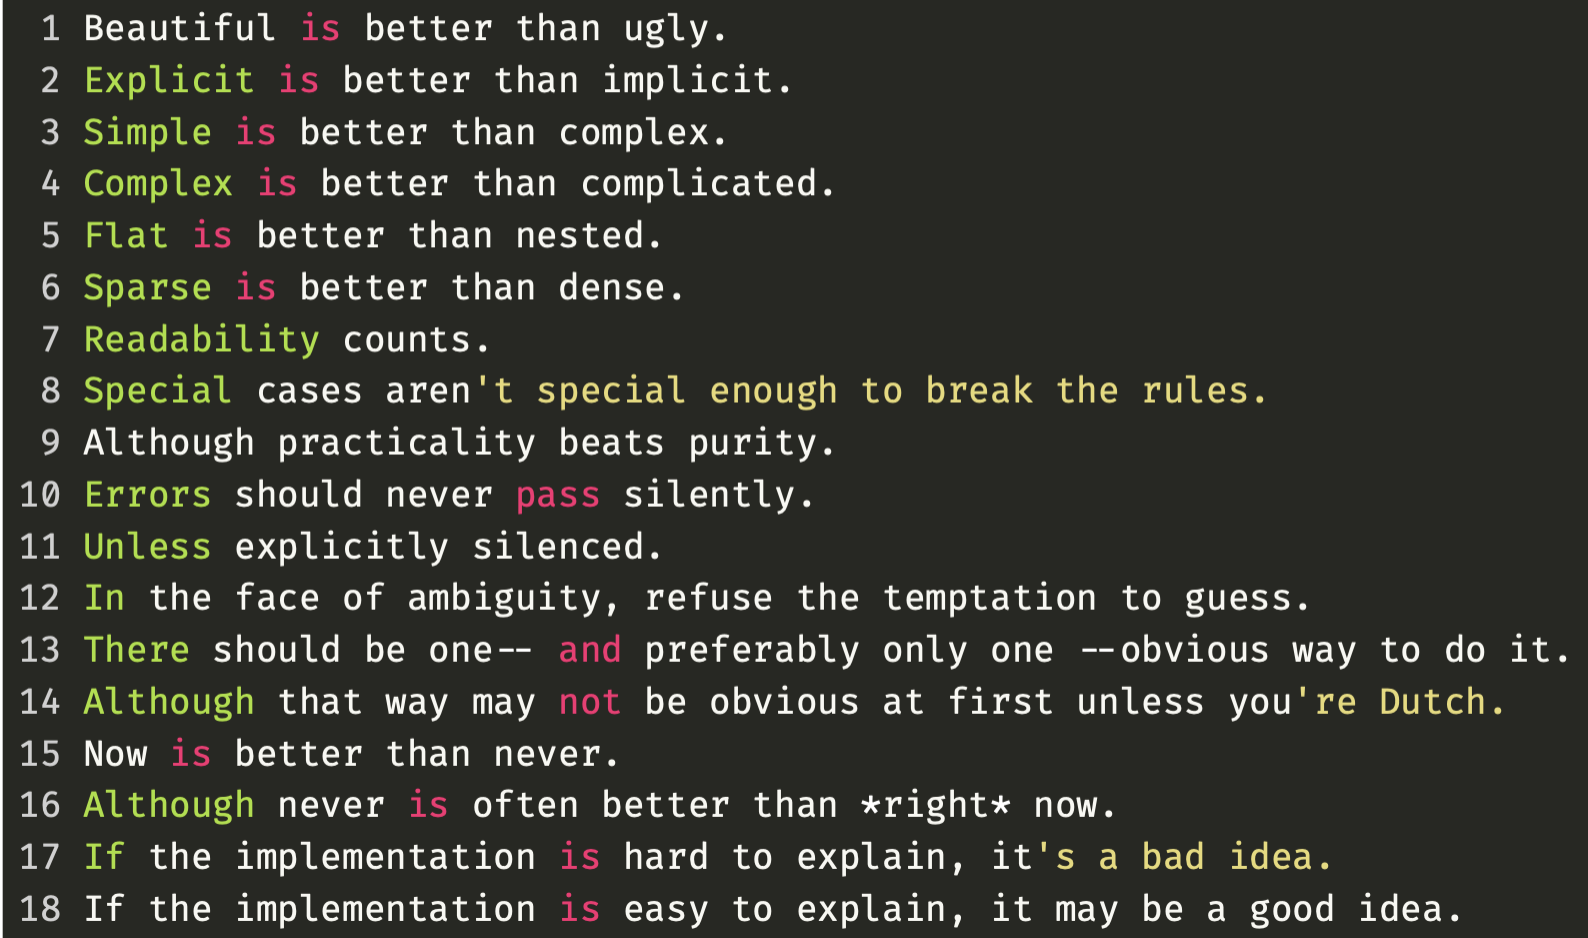 1 Beautiful is better than ugly.
2 Explicit is better than implicit.
3 Simple is better than complex.
4 Complex is better than complicated.
5 Flat is better than nested.
6 Sparse is better than dense.
7 Readability counts.
8 Special cases aren't special enough to break the rules.
9 Although practicality beats purity.
10 Errors should never pass silently.
11 Unless explicitly silenced.
12 In the face of ambiguity, refuse the temptation to guess.
13 There should be one-- and preferably only one --obvious way to do it.
14 Although that way may not be obvious at first unless you're Dutch.
15 Now is better than never.
16 Although never is often better than *right* now.
17 If the implementation is hard to explain, it's a bad idea.
18 If the implementation is easy to explain, it may be a good idea.